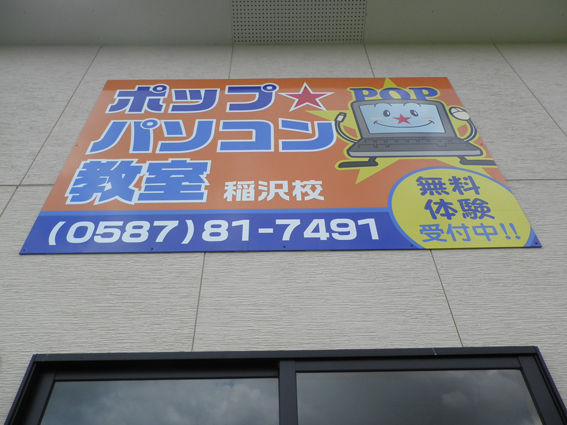 ポップ★
パソコン
教室 稲沢校
POP
(0587)81-7491
無料
体験
受付中!!